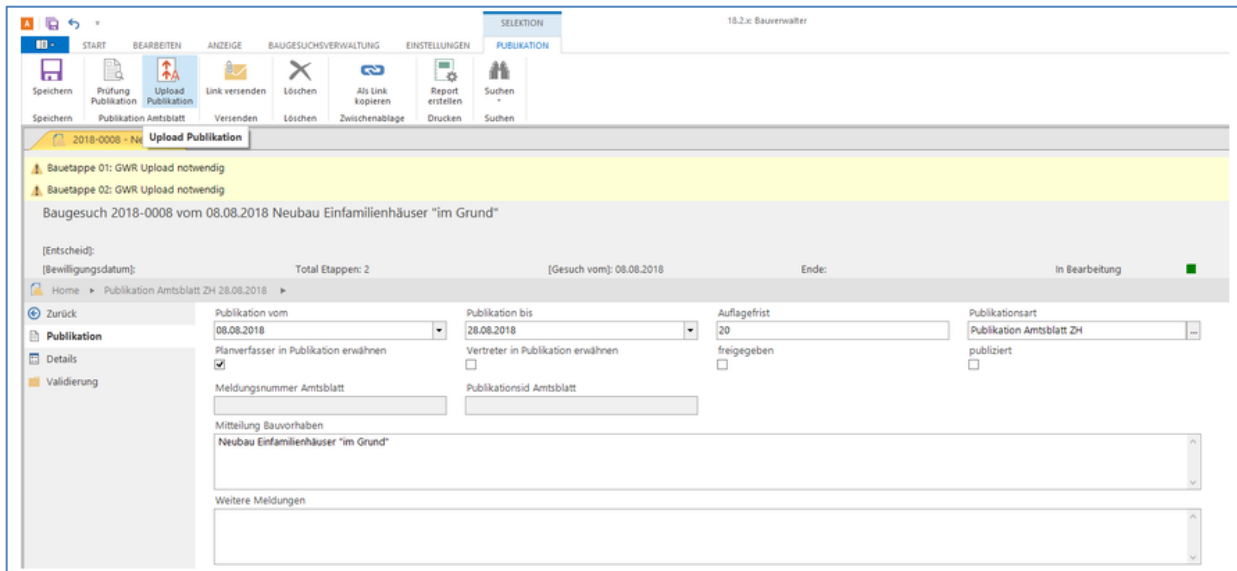 SELEKTION
18.2.x: Bauverwalter
START BEARBEITEN ANZEIGE BAUGESUCHSVERWALTUNG EINSTELLUNGEN PUBLIKATION
Speichern Prüfung Publikation Upload Publikation Link versenden Löschen Als Link kopieren Report erstellen Suchen
Speichern Publikation Amtsblatt Versenden Löschen Zwischenablage Drucken Suchen
2018-0008 - Ne
Upload Publikation
Bauetappe 01: GWR Upload notwendig
Bauetappe 02: GWR Upload notwendig
Baugesuch 2018-0008 vom 08.08.2018 Neubau Einfamilienhäuser "im Grund"
[Entscheid]:
[Bewilligungsdatum]: Total Etappen: 2 [Gesuch vom]: 08.08.2018 Ende: In Bearbeitung
Home Publikation Amtsblatt ZH 28.08.2018
Zurück
Publikation
Details
Validierung
Publikation vom Publikation bis Auflagefrist Publikationsart
08.08.2018 28.08.2018 20 Publikation Amtsblatt ZH ...
Planverfasser in Publikation erwähnen Vertreter in Publikation erwähnen freigegeben publiziert
Meldungsnummer Amtsblatt Publikationsid Amtsblatt
Mitteilung Bauvorhaben
Neubau Einfamilienhäuser "im Grund"
Weitere Meldungen